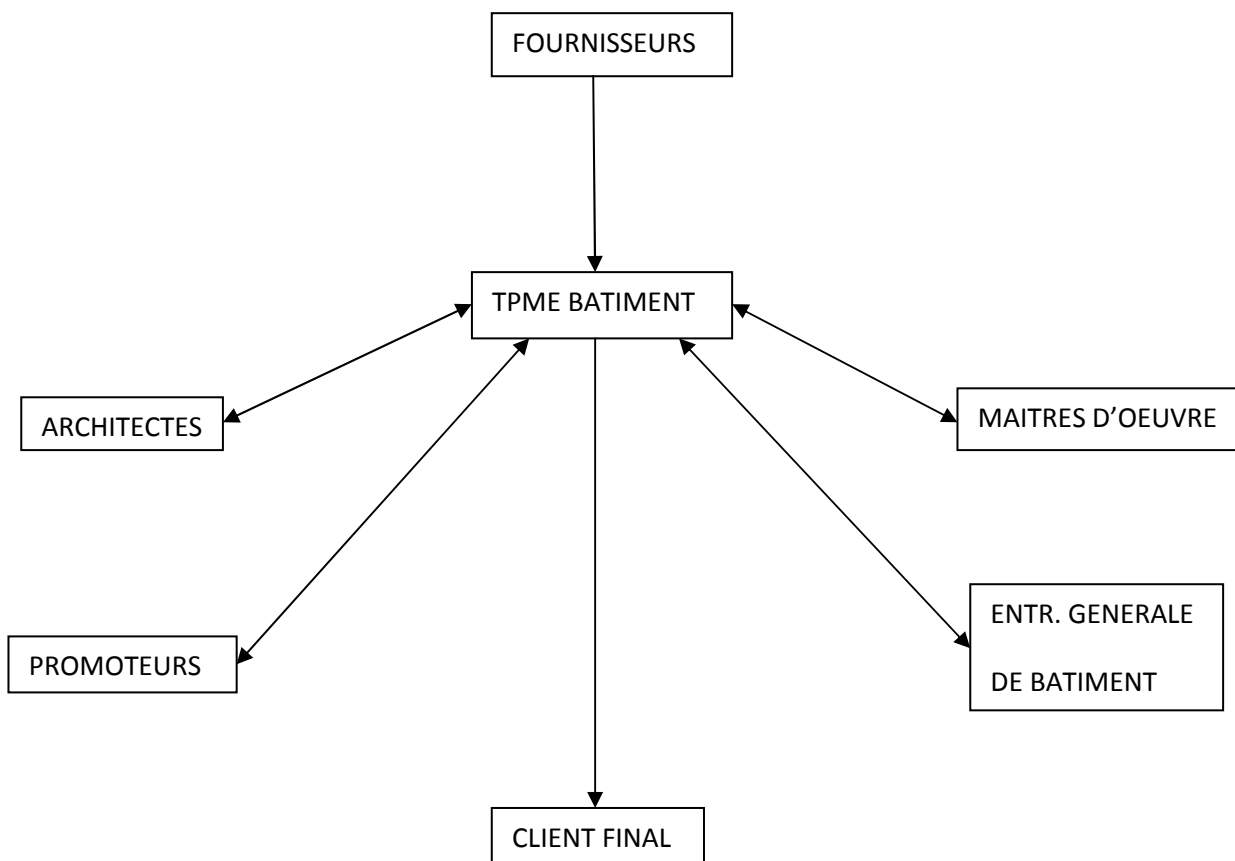 FOURNISSEURS
TPME BATIMENT
ARCHITECTES
MAITRES D’OEUVRE
PROMOTEURS
ENTR. GENERALE
DE BATIMENT
CLIENT FINAL